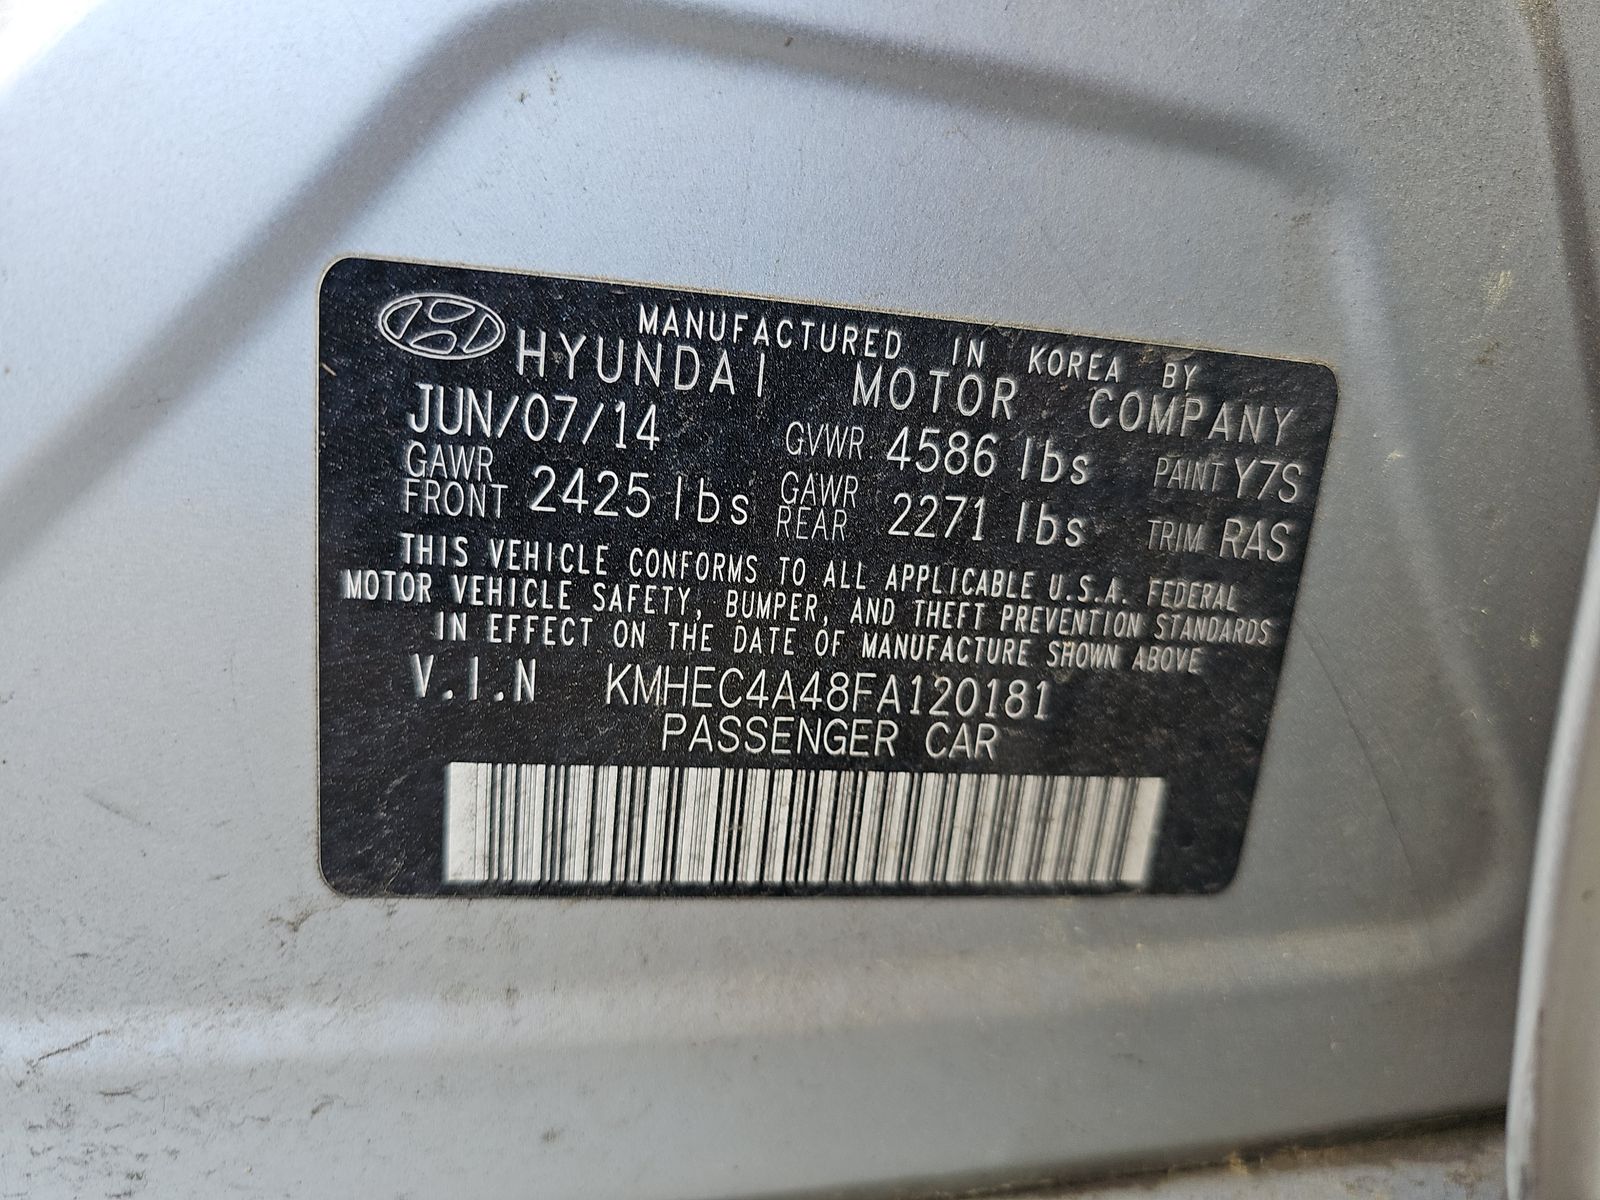 MANUFACTURED IN KOREA BY
HYUNDAI MOTOR COMPANY
JUN/07/14 GVWR 4586 lbs PAINT Y7S
GAWR FRONT 2425 lbs GAWR REAR 2271 lbs TRIM RAS
THIS VEHICLE CONFORMS TO ALL APPLICABLE U.S.A. FEDERAL
MOTOR VEHICLE SAFETY, BUMPER, AND THEFT PREVENTION STANDARDS
IN EFFECT ON THE DATE OF MANUFACTURE SHOWN ABOVE
V.I.N KMHEC4A48FA120181
PASSENGER CAR